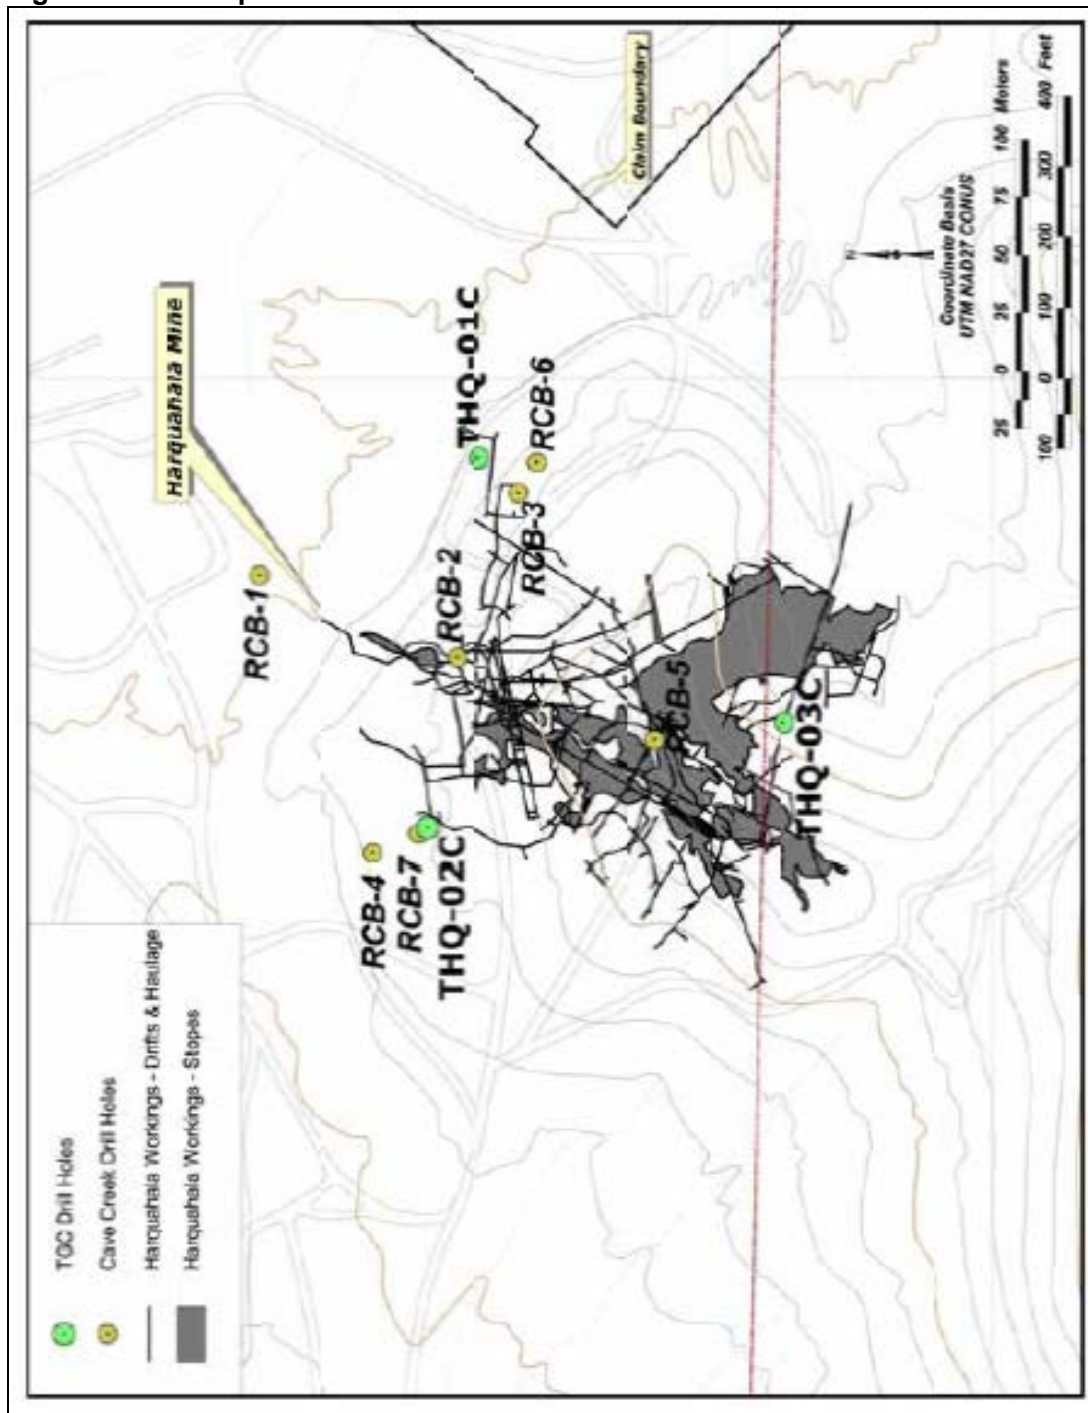 TGC Drill Holes
Cave Creek Drill Holes
Harquahala Workings - Drifts & Haulage
Harquahala Workings - Stopes
Harquahala Mine
Claim Boundary
RCB-1
RCB-4
RCB-7
THQ-02C
RCB-2
THQ-01C
RCB-3
RCB-6
RCB-5
THQ-03C
N
Coordinate Basis
UTM NAD27 CONUS
25 0 25 50 75 100 Meters
100 0 100 200 300 400 Feet